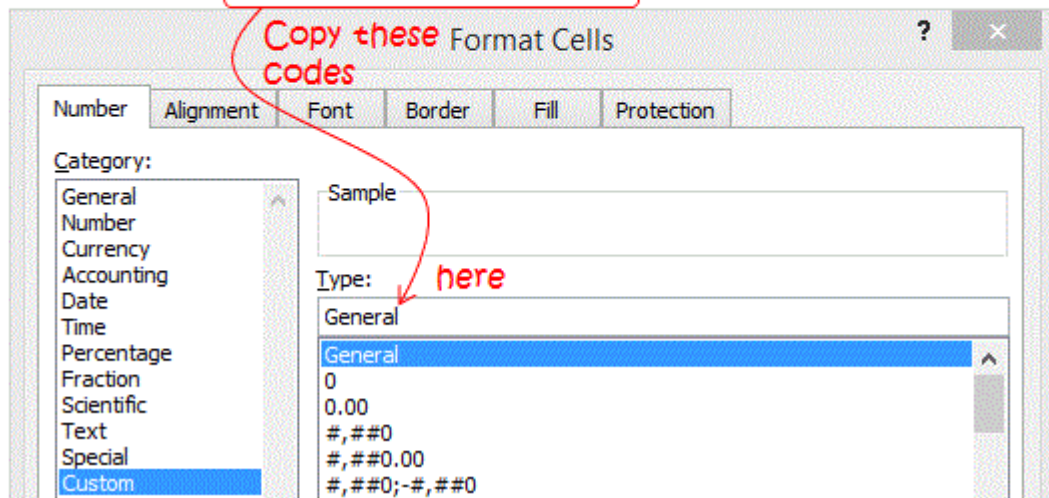 Copy these
codes
Format Cells
?
Number Alignment Font Border Fill Protection
Category:
General
Number
Currency
Accounting
Date
Time
Percentage
Fraction
Scientific
Text
Special
Custom
Sample
Type: here
General
General
0
0.00
#,##0
#,##0.00
#,##0;-#,##0